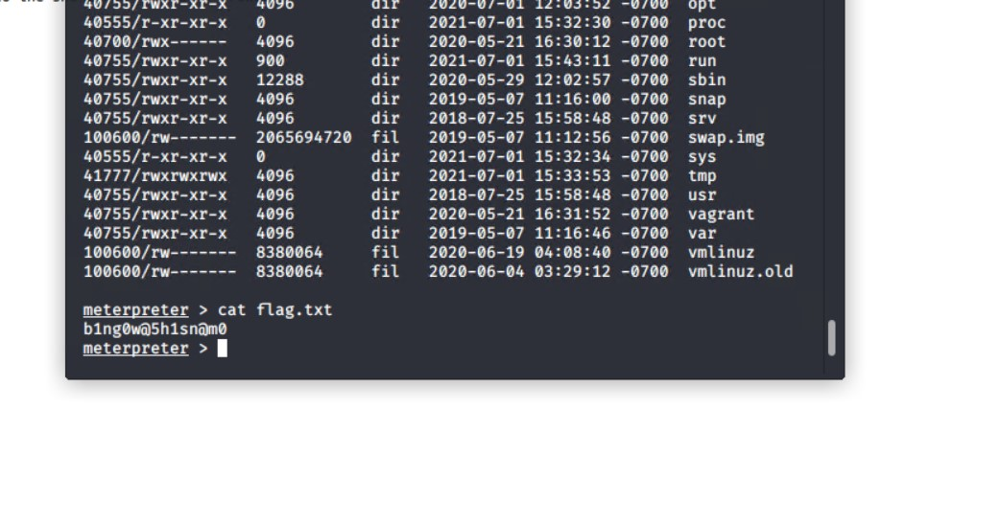 40755/rwxr-xr-x 4096 dir 2020-07-01 12:03:52 -0700 opt
40555/r-xr-xr-x 0 dir 2021-07-01 15:32:30 -0700 proc
40700/rwx------ 4096 dir 2020-05-21 16:30:12 -0700 root
40755/rwxr-xr-x 900 dir 2021-07-01 15:43:11 -0700 run
40755/rwxr-xr-x 12288 dir 2020-05-29 12:02:57 -0700 sbin
40755/rwxr-xr-x 4096 dir 2019-05-07 11:16:00 -0700 snap
40755/rwxr-xr-x 4096 dir 2018-07-25 15:58:48 -0700 srv
100600/rw------- 2065694720 fil 2019-05-07 11:12:56 -0700 swap.img
40555/r-xr-xr-x 0 dir 2021-07-01 15:32:34 -0700 sys
41777/rwxrwxrwx 4096 dir 2021-07-01 15:33:53 -0700 tmp
40755/rwxr-xr-x 4096 dir 2018-07-25 15:58:48 -0700 usr
40755/rwxr-xr-x 4096 dir 2020-05-21 16:31:52 -0700 vagrant
40755/rwxr-xr-x 4096 dir 2019-05-07 11:16:46 -0700 var
100600/rw------- 8380064 fil 2020-06-19 04:08:40 -0700 vmlinuz
100600/rw------- 8380064 fil 2020-06-04 03:29:12 -0700 vmlinuz.old
meterpreter > cat flag.txt
b1ng0w@5h1sn@m0
meterpreter >